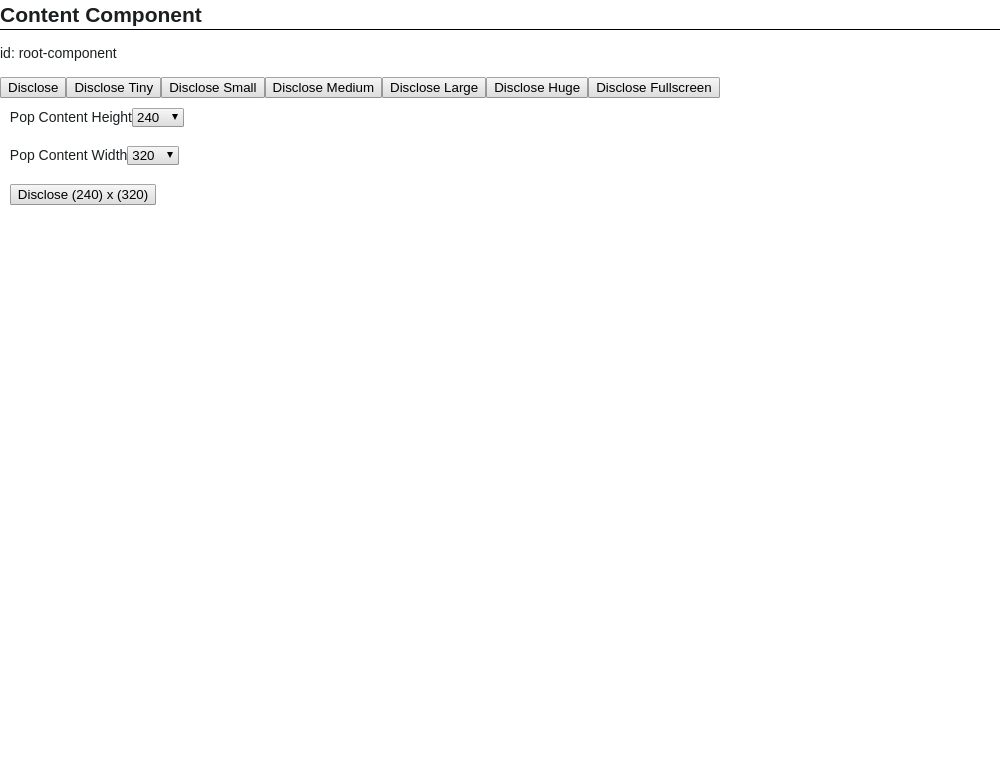 Content Component
id: root-component
Disclose Disclose Tiny Disclose Small Disclose Medium Disclose Large Disclose Huge Disclose Fullscreen
Pop Content Height 240
Pop Content Width 320
Disclose (240) x (320)